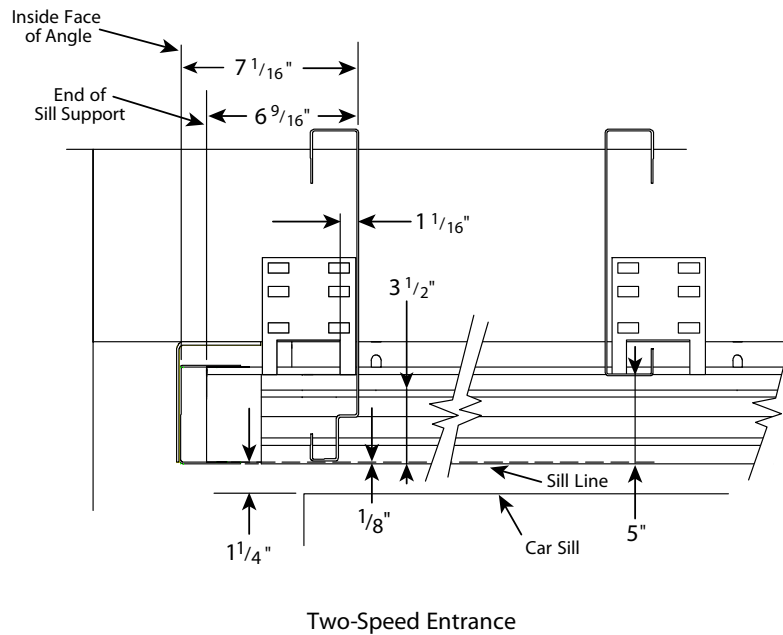 Inside Face
of Angle
7 1/16"
End of
Sill Support
6 9/16"
1 1/16"
3 1/2"
Sill Line
1/8"
5"
1 1/4"
Car Sill
Two-Speed Entrance